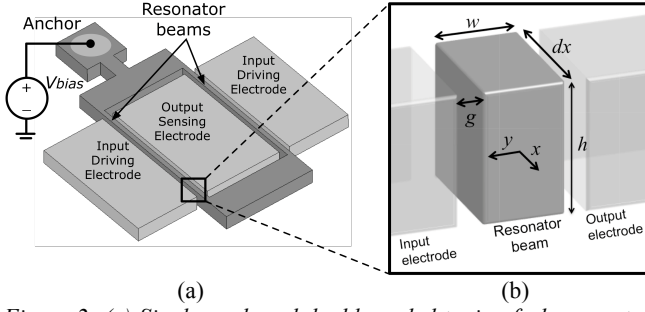 Anchor
Resonator
beams
Vbias
+
−
Input
Driving
Electrode
Output
Sensing
Electrode
Input
Driving
Electrode
w
dx
g
y
x
h
Input
electrode
Resonator
beam
Output
electrode
(a)
(b)